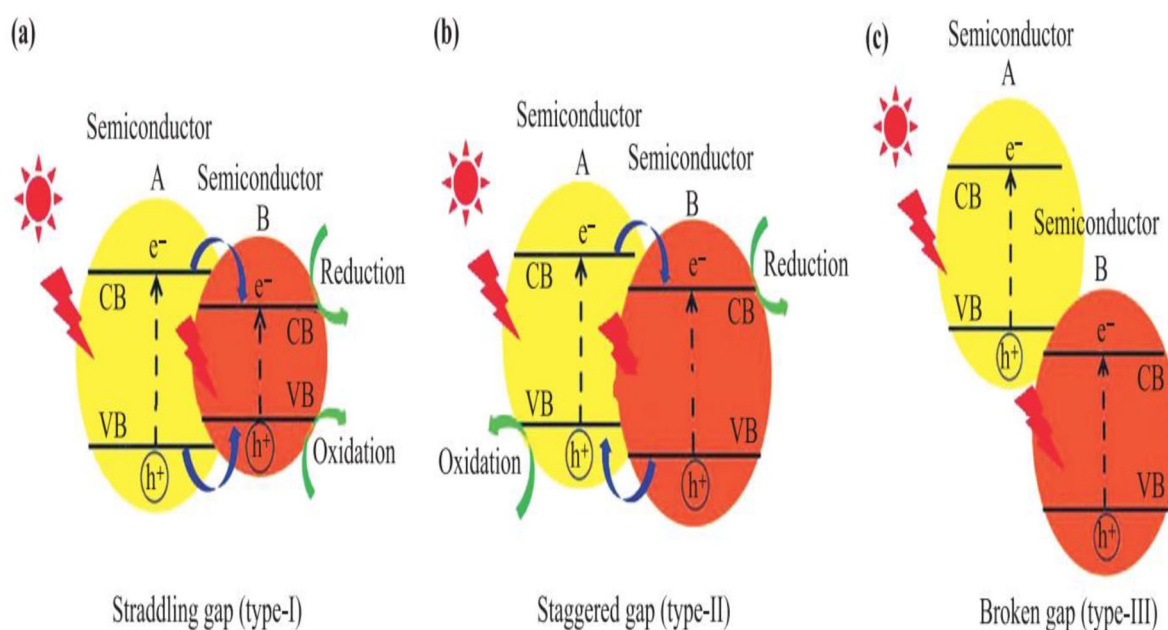 (a)
Semiconductor
A
Semiconductor
B
e⁻
CB
e⁻
CB
Reduction
VB
VB
h⁺
h⁺
Oxidation
Straddling gap (type-I)
(b)
Semiconductor
A
Semiconductor
B
e⁻
CB
e⁻
CB
Reduction
VB
VB
h⁺
h⁺
Oxidation
Staggered gap (type-II)
(c)
Semiconductor
A
e⁻
CB
Semiconductor
B
VB
h⁺
e⁻
CB
VB
h⁺
Broken gap (type-III)